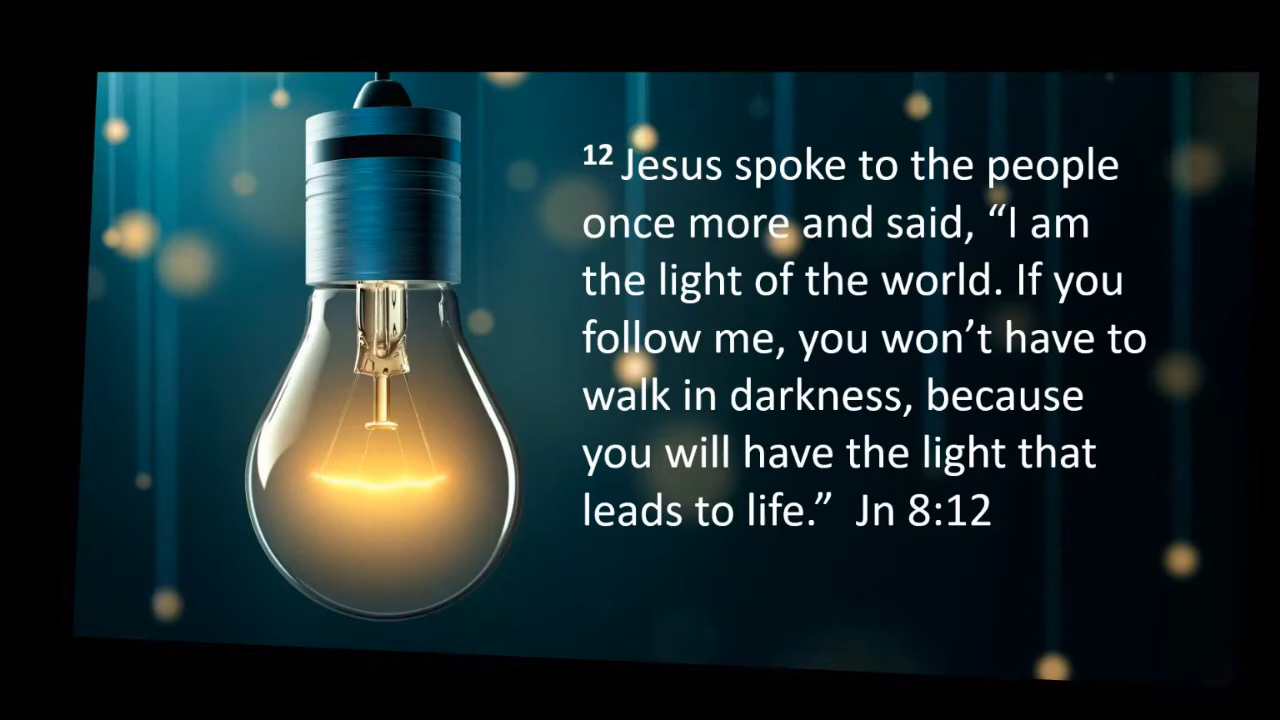 12 Jesus spoke to the people
once more and said, “I am
the light of the world. If you
follow me, you won’t have to
walk in darkness, because
you will have the light that
leads to life.”  Jn 8:12